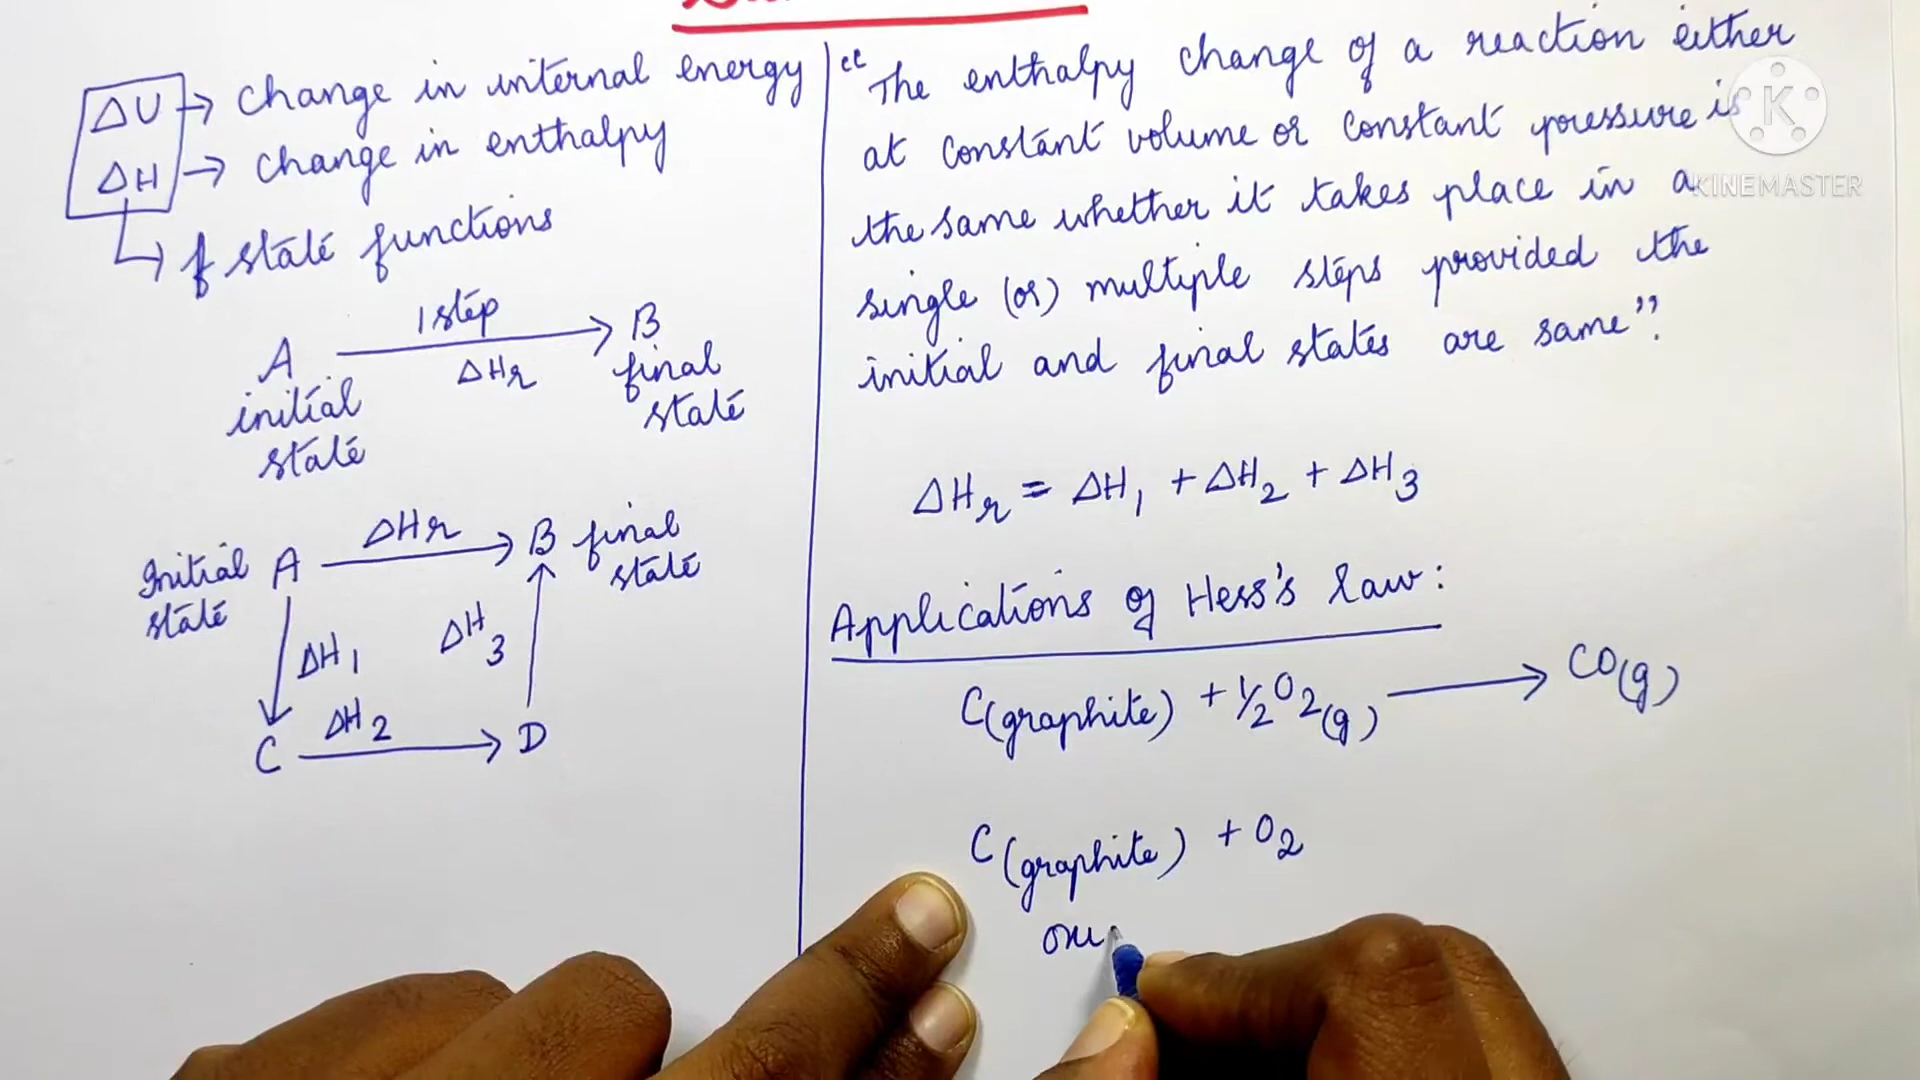 ΔU → change in internal energy
ΔH → change in enthalpy
↳ f state functions
1 step
A → B
ΔHr
initial state
final state
ΔHr
Initial state A → B final state
ΔH1
ΔH3
ΔH2
C → D
"The enthalpy change of a reaction either
at constant volume or constant pressure is
the same whether it takes place in a
single (or) multiple steps provided the
initial and final states are same".
ΔHr = ΔH1 + ΔH2 + ΔH3
Applications of Hess's law:
C(graphite) + 1/2 O2(g) → CO(g)
C(graphite) + O2
K
KINEMASTER